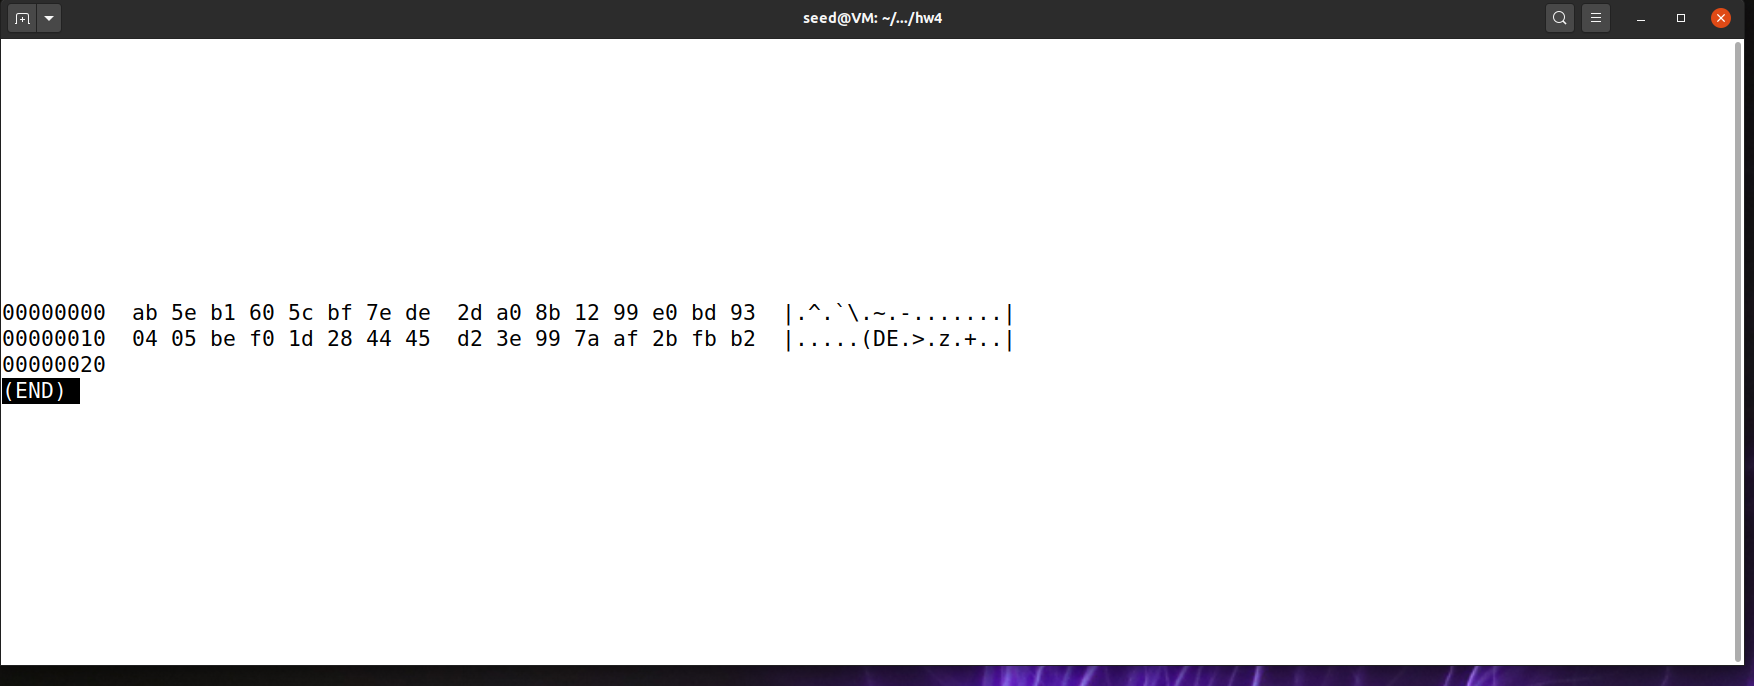 seed@VM: ~/.../hw4
00000000  ab 5e b1 60 5c bf 7e de  2d a0 8b 12 99 e0 bd 93  |.^.`\.~.-.......|
00000010  04 05 be f0 1d 28 44 45  d2 3e 99 7a af 2b fb b2  |.....(DE.>.z.+..|
00000020
(END)